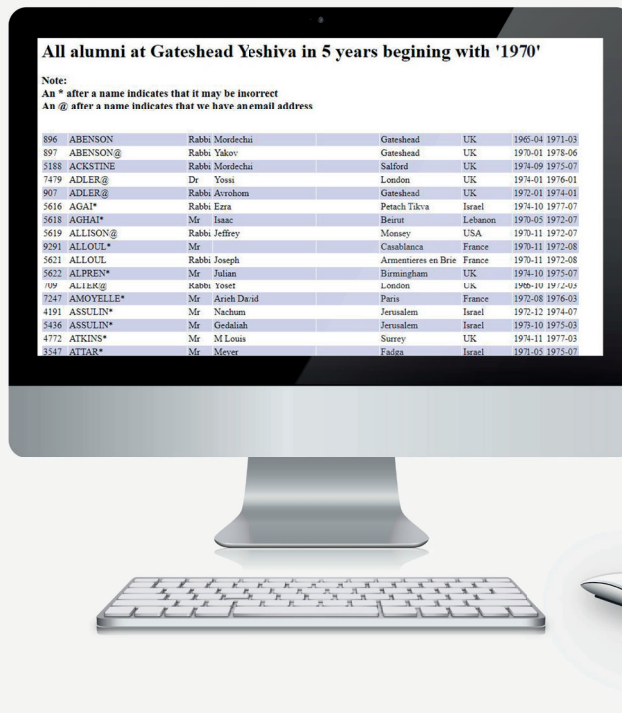 All alumni at Gateshead Yeshiva in 5 years begining with '1970'
Note:
An * after a name indicates that it may be incorrect
An @ after a name indicates that we have an email address
896 ABENSON Rabbi Mordechai Gateshead UK 1965-04 1971-03
897 ABENSON@ Rabbi Yakov Gateshead UK 1970-01 1978-06
5188 ACKSTINE Rabbi Mordechai Salford UK 1974-09 1975-07
7479 ADLER@ Dr Yossi London UK 1974-01 1976-01
907 ADLER@ Rabbi Avrohom Gateshead UK 1972-01 1974-01
5616 AGAI* Rabbi Ezra Petach Tikva Israel 1974-10 1977-07
5618 AGHAI* Mr Isaac Beirut Lebanon 1970-05 1972-07
5619 ALLISON@ Rabbi Jeffrey Monsey USA 1970-11 1972-07
9291 ALLOUL* Mr Casablanca France 1970-11 1972-08
5621 ALLOUL Rabbi Joseph Armentieres en Brie France 1970-11 1972-08
5622 ALPREN* Mr Julian Birmingham UK 1974-10 1975-07
709 ALTER@ Rabbi Yosef London UK 1966-10 1972-03
7247 AMOYELLE* Mr Arieh David Paris France 1972-08 1976-03
4191 ASSULIN* Mr Nachum Jerusalem Israel 1972-12 1974-07
5436 ASSULIN* Mr Gedaliah Jerusalem Israel 1973-10 1975-03
4772 ATKINS* Mr M Louis Surrey UK 1974-11 1977-03
3547 ATTAR* Mr Meyer Fadga Israel 1971-05 1975-07